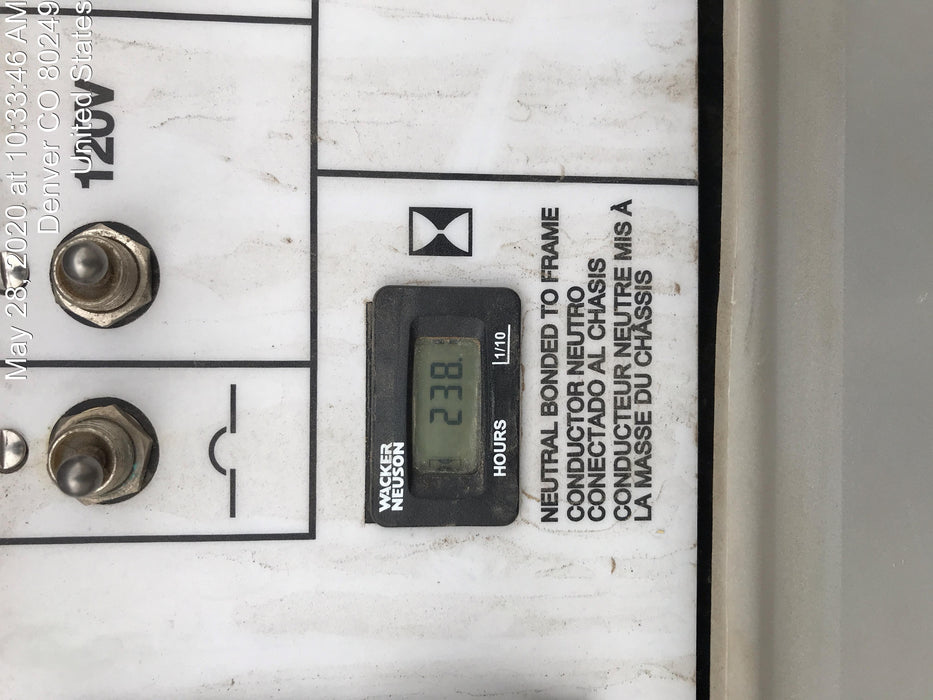 May 28, 2020 at 10:33:46 AM
Denver CO 80249
United States
120V
WACKER
NEUSON
238.
HOURS
1/10
NEUTRAL BONDED TO FRAME
CONDUCTOR NEUTRO
CONECTADO AL CHASIS
CONDUCTEUR NEUTRE MIS À
LA MASSE DU CHÂSSIS